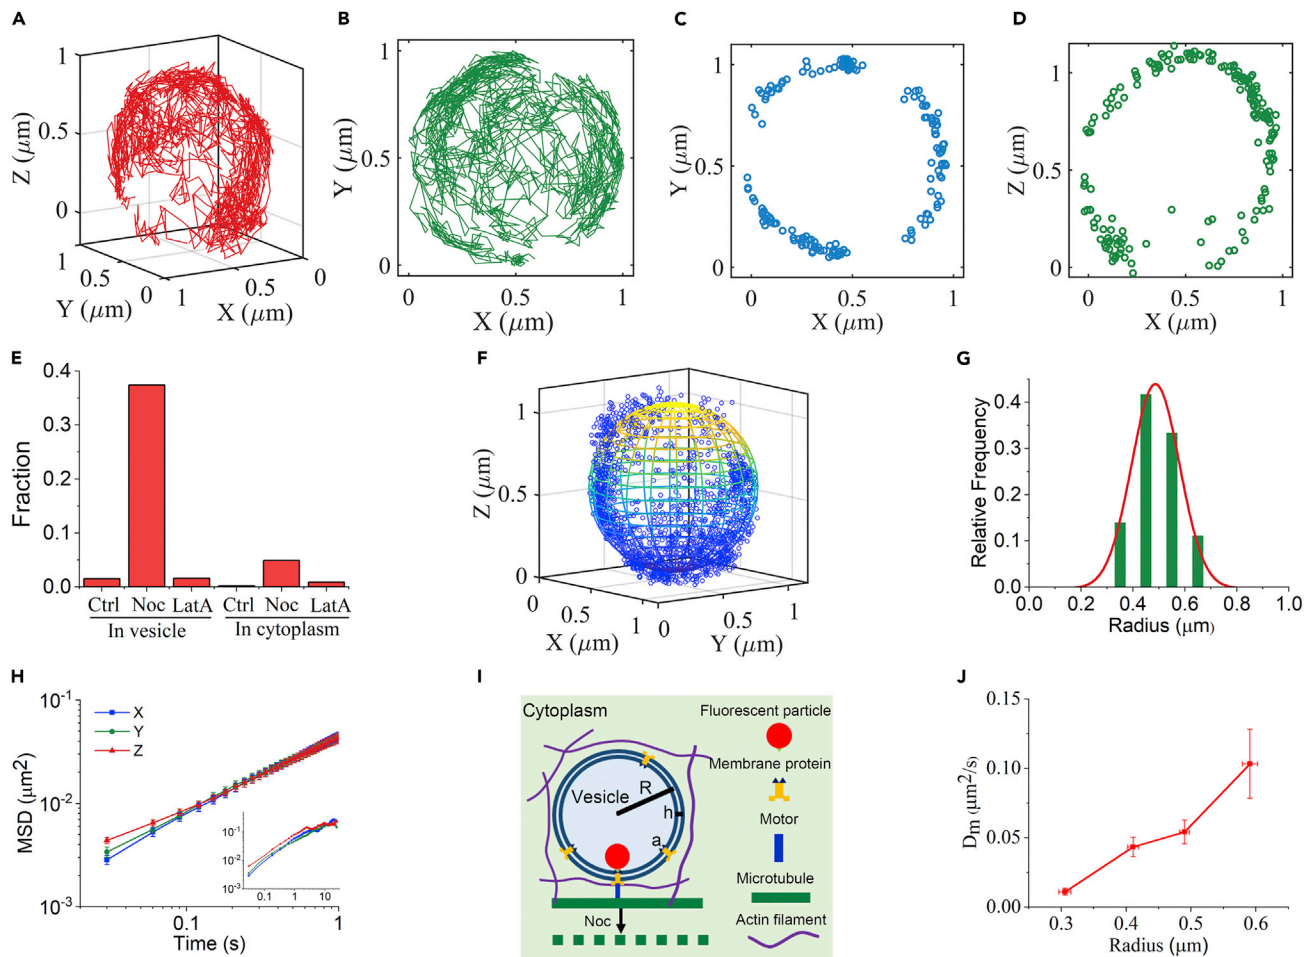 A
1
0.5
0
Z (µm)
1
0.5
0
Y (µm)
1
0.5
0
X (µm)
B
1
0.5
0
Y (µm)
0
0.5
1
X (µm)
C
1
0.5
0
Y (µm)
0
0.5
1
X (µm)
D
1
0.5
0
Z (µm)
0
0.5
1
X (µm)
E
0.4
0.3
0.2
0.1
0.0
Fraction
Ctrl Noc LatA Ctrl Noc LatA
In vesicle In cytoplasm
F
1
0.5
0
Z (µm)
0
0.5
1
X (µm)
0
0.5
1
Y (µm)
G
0.4
0.3
0.2
0.1
0.0
Relative Frequency
0.0 0.2 0.4 0.6 0.8 1.0
Radius (µm)
H
10-1
10-2
10-3
MSD (µm2)
X
Y
Z
10-1
10-2
10-3
0.1 1 10
0.1 1
Time (s)
I
Cytoplasm
Vesicle
R
h
a
Noc
Fluorescent particle
Membrane protein
Motor
Microtubule
Actin filament
J
0.15
0.10
0.05
0.00
Dm (µm2/s)
0.3 0.4 0.5 0.6
Radius (µm)